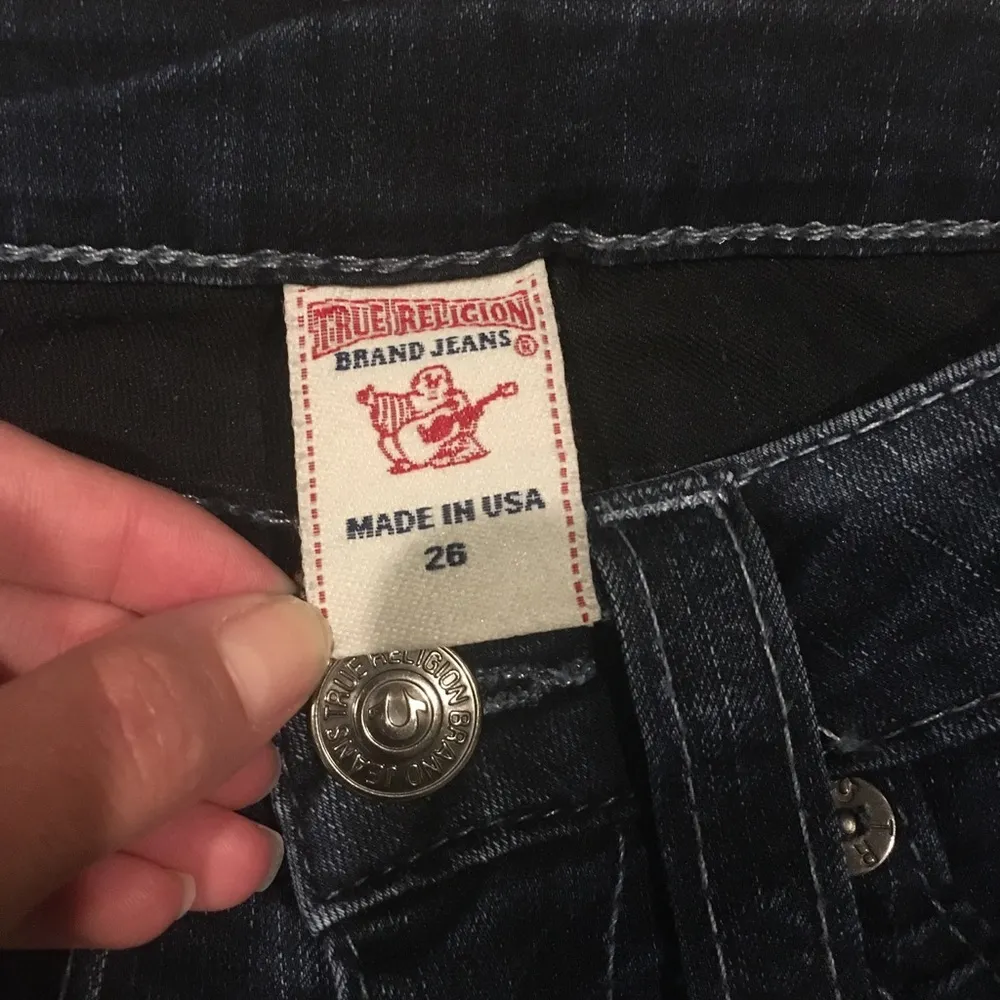 TRUE RELIGION
BRAND JEANS®
MADE IN USA
26
TRUE RELIGION BRAND JEANS